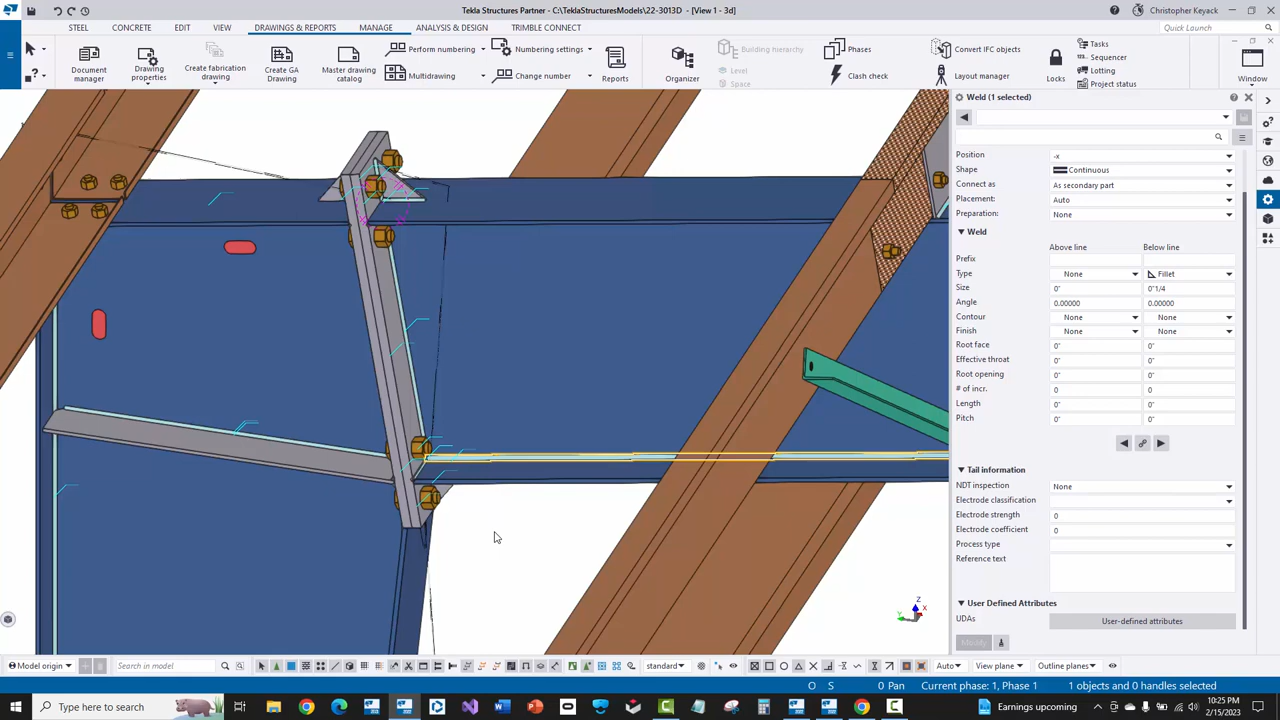 Tekla Structures Partner - C:\TeklaStructuresModels\22-3013D - [View 1 - 3d]
Christopher Keyack
STEEL CONCRETE EDIT VIEW DRAWINGS & REPORTS MANAGE ANALYSIS & DESIGN TRIMBLE CONNECT
Quick Launch
Document manager
Drawing properties
Create fabrication drawing
Create GA Drawing
Master drawing catalog
Perform numbering
Multidrawing
Numbering settings
Change number
Reports
Organizer
Building hierarchy
Level
Space
Phases
Clash check
Convert IFC objects
Layout manager
Locks
Tasks
Sequencer
Lotting
Project status
Window
Weld (1 selected)
Position -x
Shape Continuous
Connect as As secondary part
Placement: Auto
Preparation: None
Weld
Above line Below line
Prefix
Type None Fillet
Size 0" 0"1/4
Angle 0.00000 0.00000
Contour None None
Finish None None
Root face 0" 0"
Effective throat 0" 0"
Root opening 0" 0"
# of incr. 0 0
Length 0" 0"
Pitch 0" 0"
Tail information
NDT inspection None
Electrode classification
Electrode strength 0
Electrode coefficient 0
Process type
Reference text
User Defined Attributes
UDAs User-defined attributes
Modify
Z
Y X
Model origin Search in model standard Auto View plane Outline planes
O S 0 Pan Current phase: 1, Phase 1 1 objects and 0 handles selected
Type here to search
Earnings upcoming
10:25 PM
2/15/2023